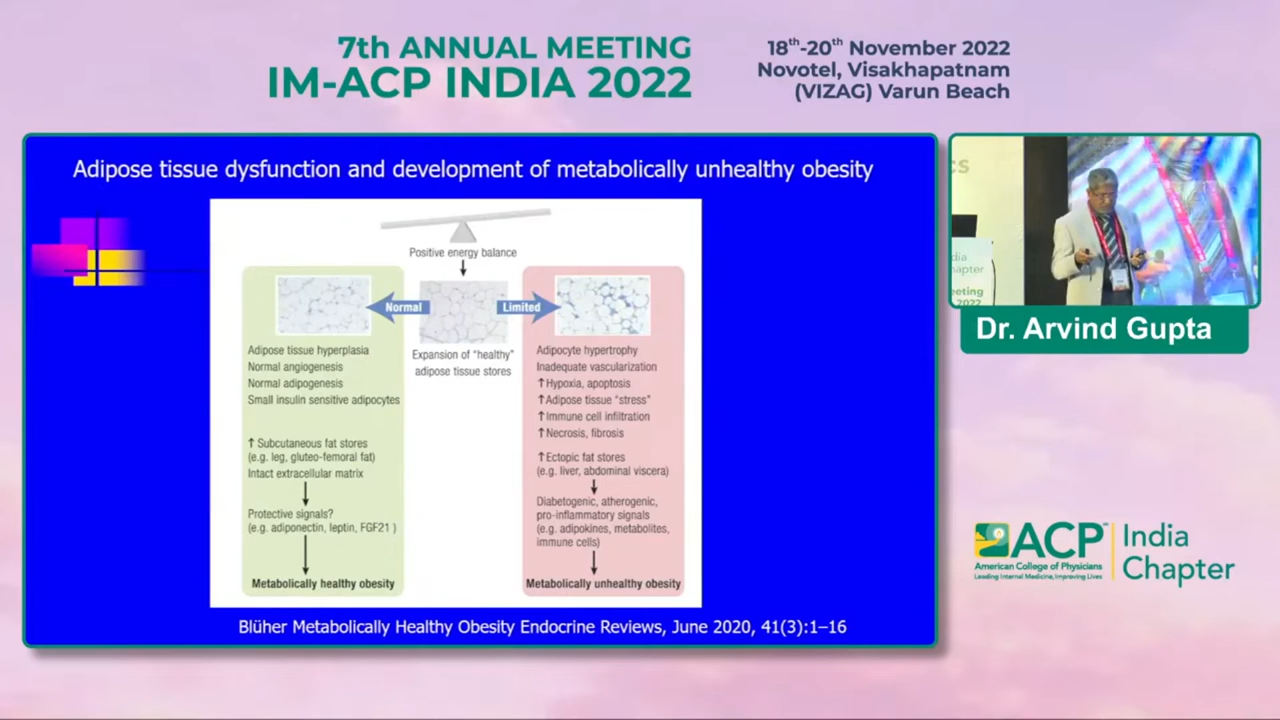 7th ANNUAL MEETING
IM-ACP INDIA 2022
18th-20th November 2022
Novotel, Visakhapatnam
(VIZAG) Varun Beach
Adipose tissue dysfunction and development of metabolically unhealthy obesity
Positive energy balance
Normal
Limited
Expansion of "healthy"
adipose tissue stores
Adipose tissue hyperplasia
Normal angiogenesis
Normal adipogenesis
Small insulin sensitive adipocytes
↑ Subcutaneous fat stores
(e.g. leg, gluteo-femoral fat)
Intact extracellular matrix
Protective signals?
(e.g. adiponectin, leptin, FGF21 )
Metabolically healthy obesity
Adipocyte hypertrophy
Inadequate vascularization
↑Hypoxia, apoptosis
↑Adipose tissue "stress"
↑Immune cell infiltration
↑Necrosis, fibrosis
↑Ectopic fat stores
(e.g. liver, abdominal viscera)
Diabetogenic, atherogenic,
pro-inflammatory signals
(e.g. adipokines, metabolites,
immune cells)
Metabolically unhealthy obesity
Blüher Metabolically Healthy Obesity Endocrine Reviews, June 2020, 41(3):1–16
cs
dia
hapter
eeting
2022
Dr. Arvind Gupta
ACP
American College of Physicians
Leading Internal Medicine, Improving Lives
India
Chapter